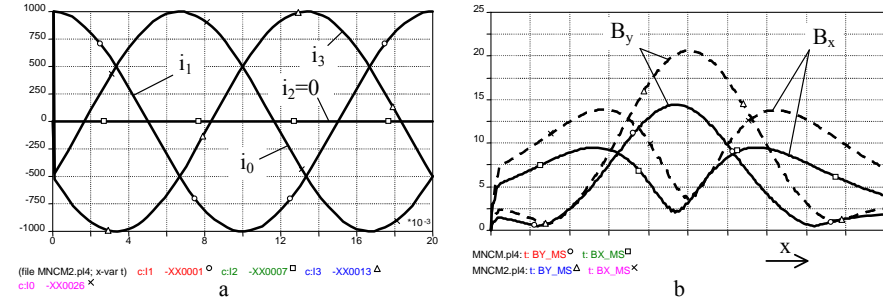 1000
750
500
250
0
-250
-500
-750
-1000
0 4 8 12 16 20
*10⁻³
i₁
i₃
i₂=0
i₀
(file MNCM2.pl4; x-var t) c:I1 -XX0001 c:I2 -XX0007 c:I3 -XX0013
c:I0 -XX0026
a
25
20
15
10
5
0
B_y
B_x
x
MNCM.pl4: t: BY_MS t: BX_MS
MNCM2.pl4: t: BY_MS t: BX_MS
b